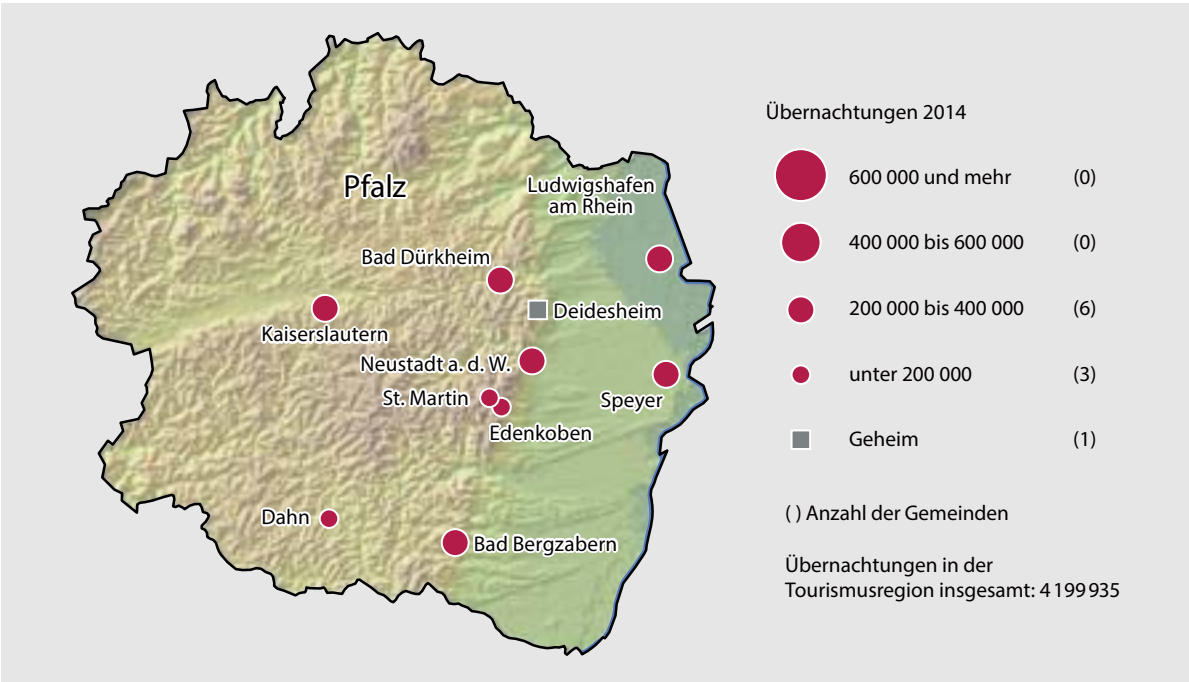 Pfalz
Ludwigshafen
am Rhein
Bad Dürkheim
Deidesheim
Kaiserslautern
Neustadt a. d. W.
St. Martin
Speyer
Edenkoben
Dahn
Bad Bergzabern
Übernachtungen 2014
600 000 und mehr (0)
400 000 bis 600 000 (0)
200 000 bis 400 000 (6)
unter 200 000 (3)
Geheim (1)
( ) Anzahl der Gemeinden
Übernachtungen in der
Tourismusregion insgesamt: 4 199 935